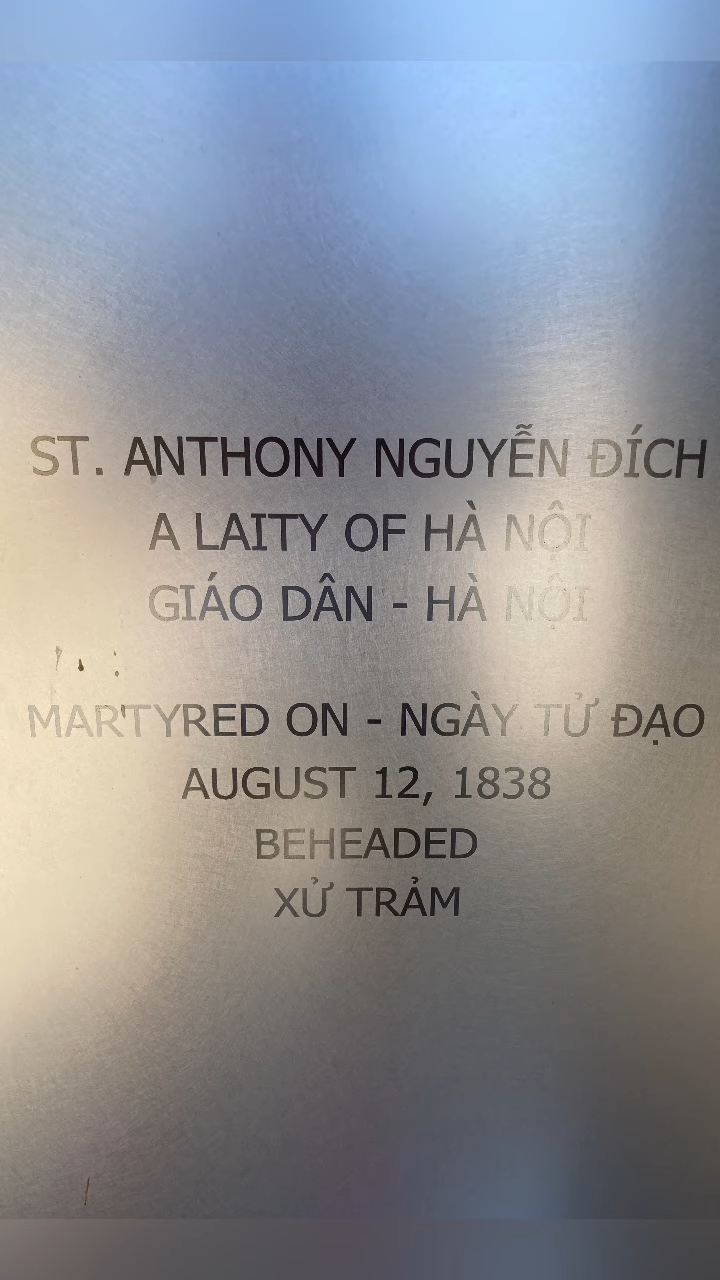 ST. ANTHONY NGUYỄN ĐÍCH
A LAITY OF HÀ NỘI
GIÁO DÂN - HÀ NỘI
MARTYRED ON - NGÀY TỬ ĐẠO
AUGUST 12, 1838
BEHEADED
XỬ TRẢM